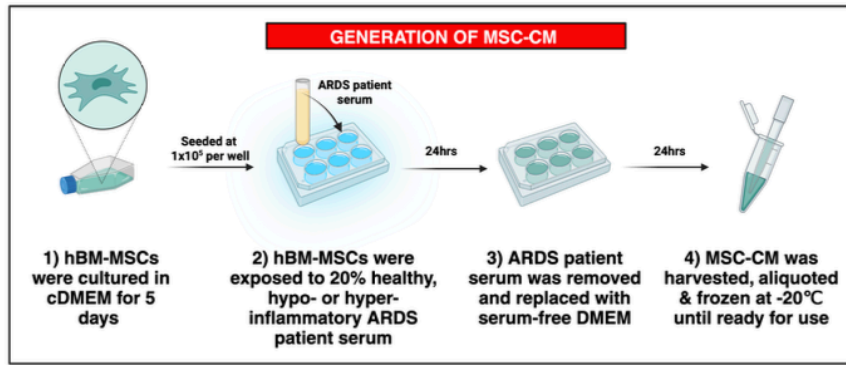 GENERATION OF MSC-CM
ARDS patient
serum
Seeded at
1x10⁵ per well
24hrs
24hrs
1) hBM-MSCs
were cultured in
cDMEM for 5
days
2) hBM-MSCs were
exposed to 20% healthy,
hypo- or hyper-
inflammatory ARDS
patient serum
3) ARDS patient
serum was removed
and replaced with
serum-free DMEM
4) MSC-CM was
harvested, aliquoted
& frozen at -20℃
until ready for use